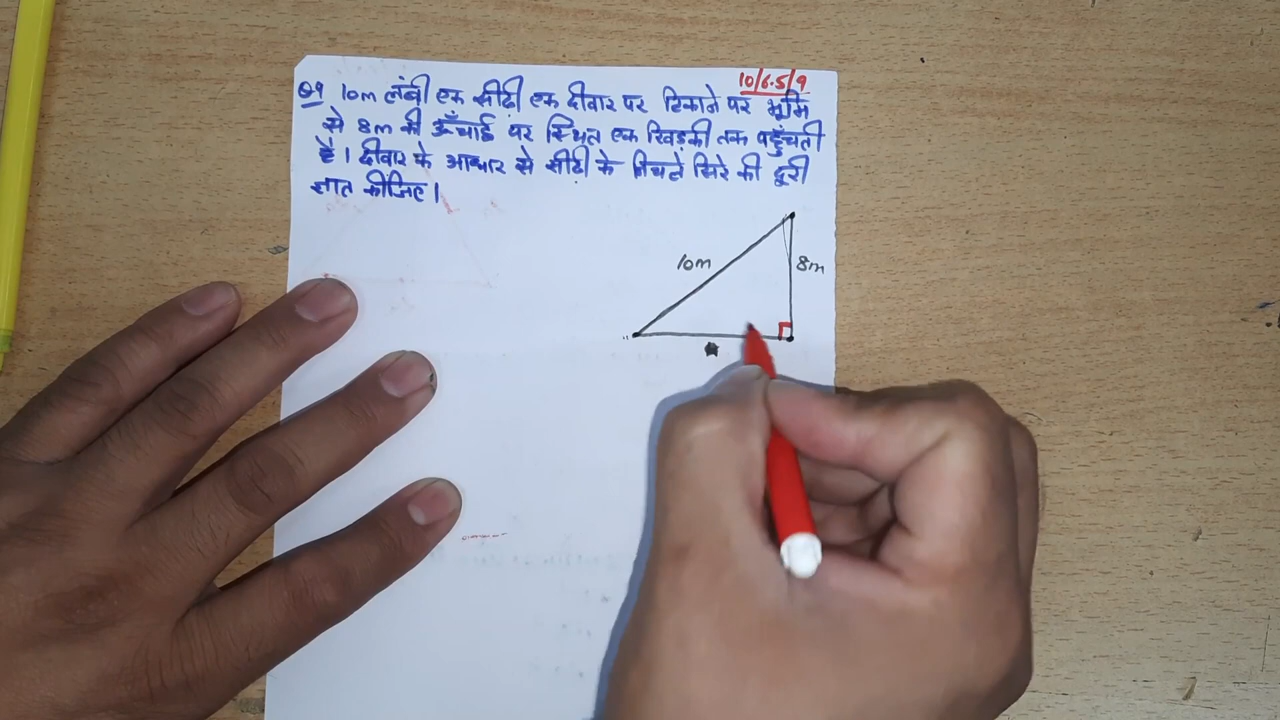 10/6.5/9
Q9 10m लंबी एक सीढ़ी एक दीवार पर टिकाने पर भूमि
से 8m की ऊँचाई पर स्थित एक खिड़की तक पहुँचती
है। दीवार के आधार से सीढ़ी के निचले सिरे की दूरी
ज्ञात कीजिए।
10m
8m